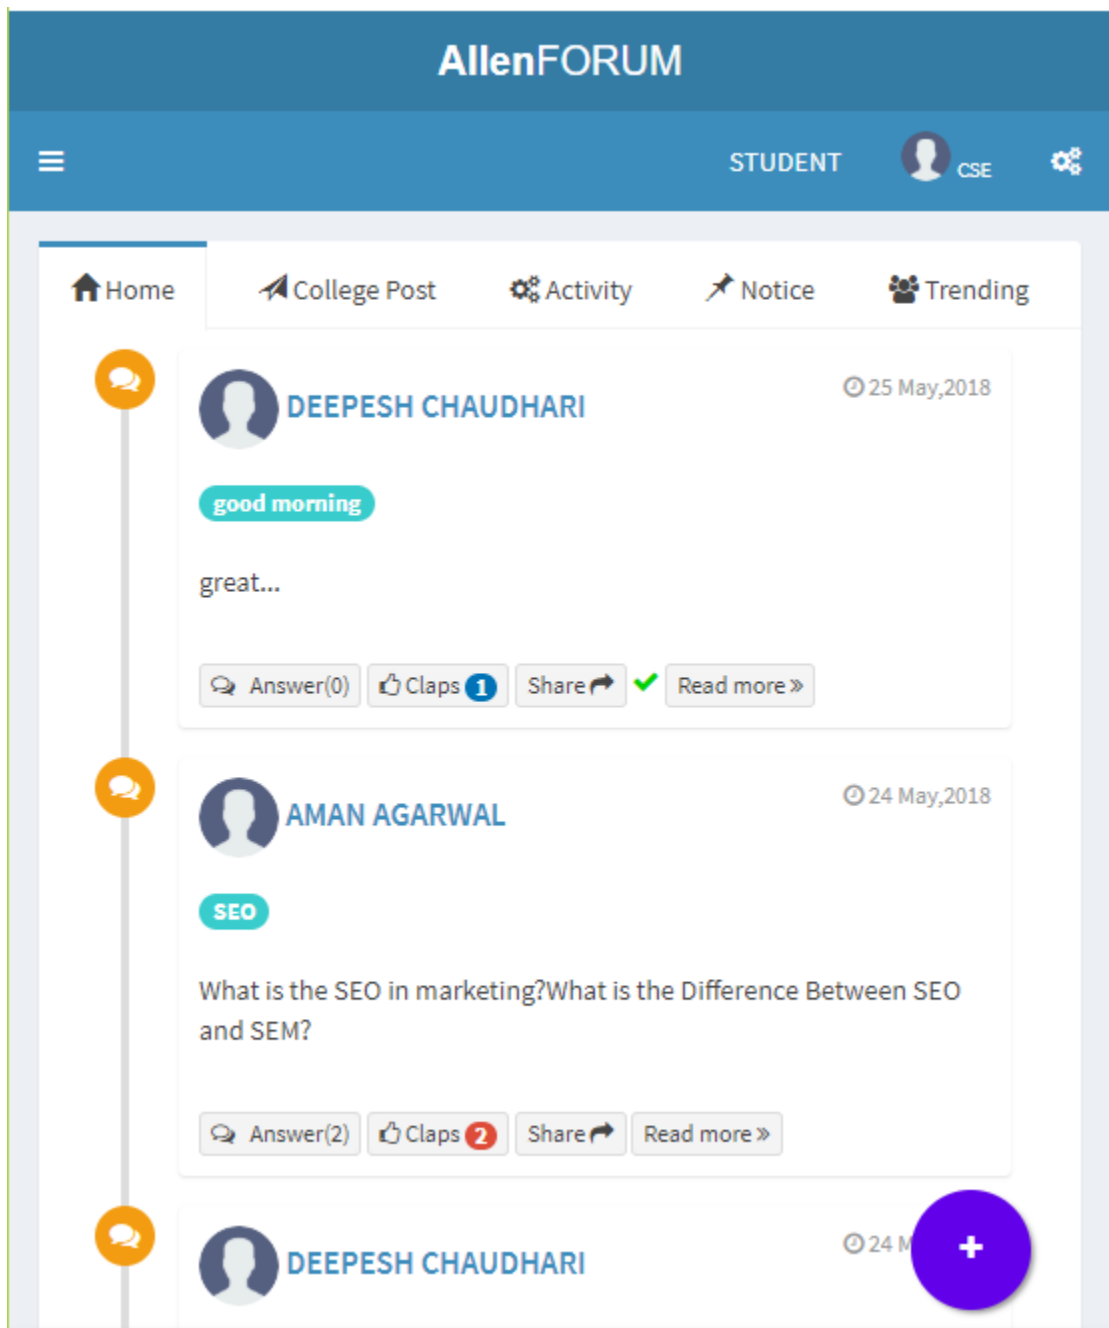 AllenFORUM
STUDENT CSE
Home College Post Activity Notice Trending
DEEPESH CHAUDHARI 25 May,2018
good morning
great...
Answer(0) Claps 1 Share Read more »
AMAN AGARWAL 24 May,2018
SEO
What is the SEO in marketing?What is the Difference Between SEO
and SEM?
Answer(2) Claps 2 Share Read more »
DEEPESH CHAUDHARI 24